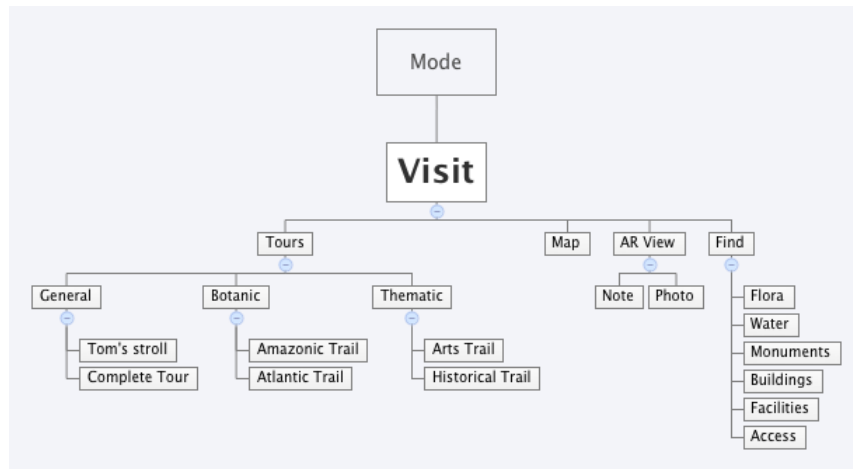 Mode
Visit
Tours
Map
AR View
Find
General
Botanic
Thematic
Note
Photo
Tom's stroll
Complete Tour
Amazonic Trail
Atlantic Trail
Arts Trail
Historical Trail
Flora
Water
Monuments
Buildings
Facilities
Access